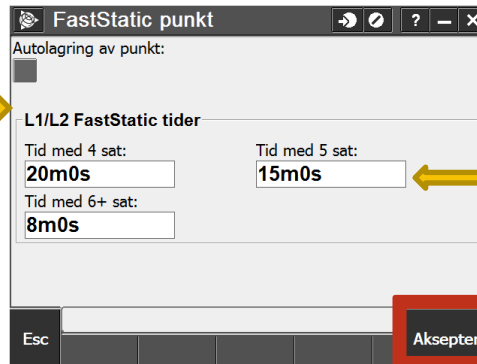 FastStatic punkt
Autolagring av punkt:
L1/L2 FastStatic tider
Tid med 4 sat:
Tid med 5 sat:
20m0s
15m0s
Tid med 6+ sat:
8m0s
Esc
Aksepter